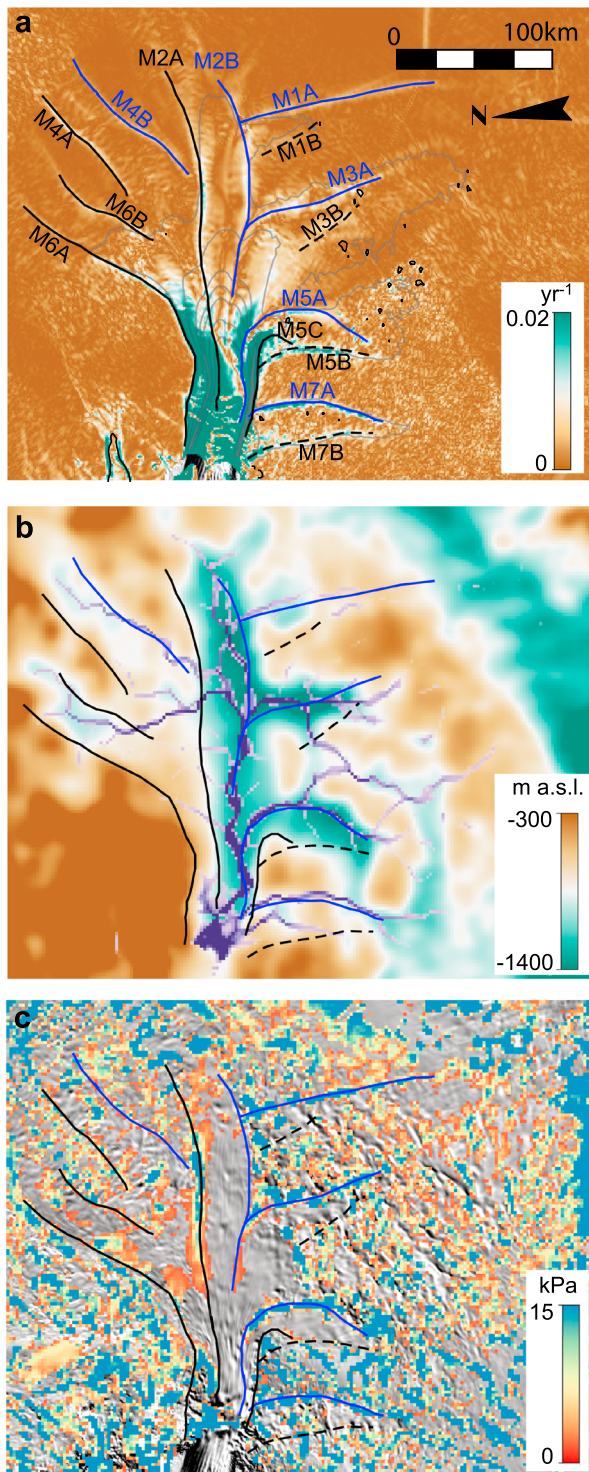 a
0
100km
M2A
M2B
M1A
N
M4A
M4B
M1B
M3A
M6B
M3B
M6A
M5A
yr-1
0.02
M5C
M5B
M7A
0
M7B
b
m a.s.l.
-300
-1400
c
kPa
15
0